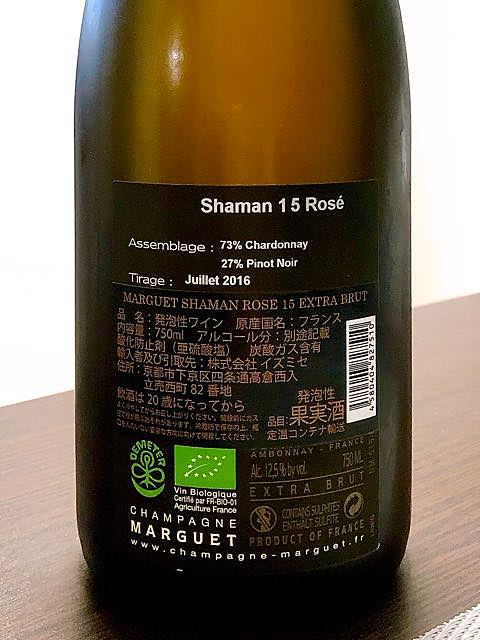 Shaman 15 Rosé
Assemblage : 73% Chardonnay
27% Pinot Noir
Tirage : Juillet 2016
MARGUET SHAMAN ROSE 15 EXTRA BRUT
品 名：発泡性ワイン 原産国名：フランス
内容量：750ml アルコール分：別途記載
酸化防止剤（亜硫酸塩） 炭酸ガス含有
輸入者及び引取先：株式会社 イズミセ
住所：京都市下京区四条通高倉西入
立売西町 82 番地
飲酒は 20 歳になってから
発泡性
品目：果実酒
定温コンテナ輸送
4580404627510
DEMETER
Vin Biologique
Certifié par FR-BIO-01
Agriculture France
CHAMPAGNE
MARGUET
www.champagne-marguet.fr
AMBONNAY - FRANCE
Alc. 12,5% by vol. 750 ML
EXTRA BRUT
CONTAINS SULPHITES
ENTHÄLT SULFITE
PRODUCT OF FRANCE